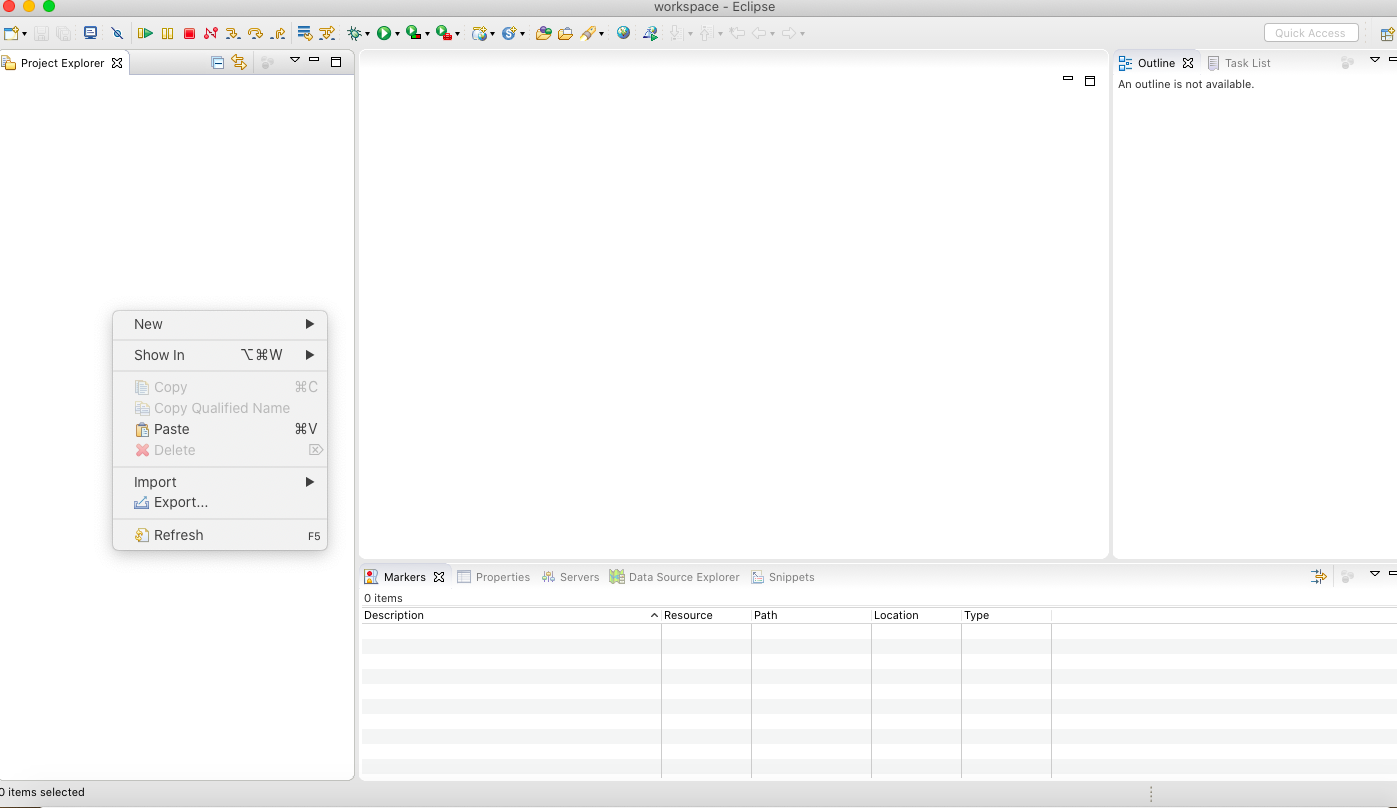 workspace - Eclipse
Quick Access
Project Explorer
Outline
Task List
An outline is not available.
New
Show In ⌥⌘W
Copy ⌘C
Copy Qualified Name
Paste ⌘V
Delete ⌦
Import
Export...
Refresh F5
Markers
Properties
Servers
Data Source Explorer
Snippets
0 items
Description Resource Path Location Type
0 items selected